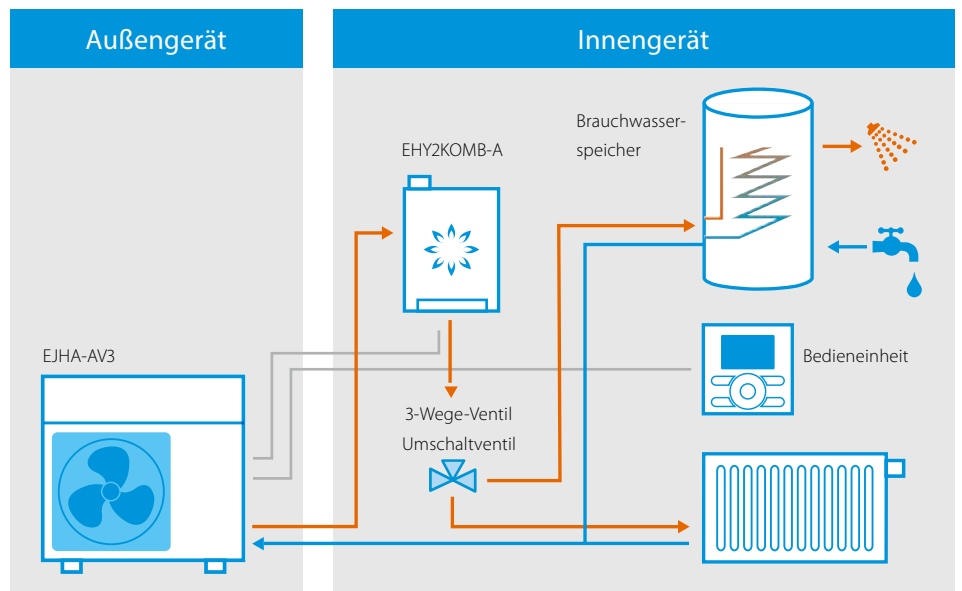 Außengerät
Innengerät
Brauchwasser-
speicher
EHY2KOMB-A
EJHA-AV3
Bedieneinheit
3-Wege-Ventil
Umschaltventil